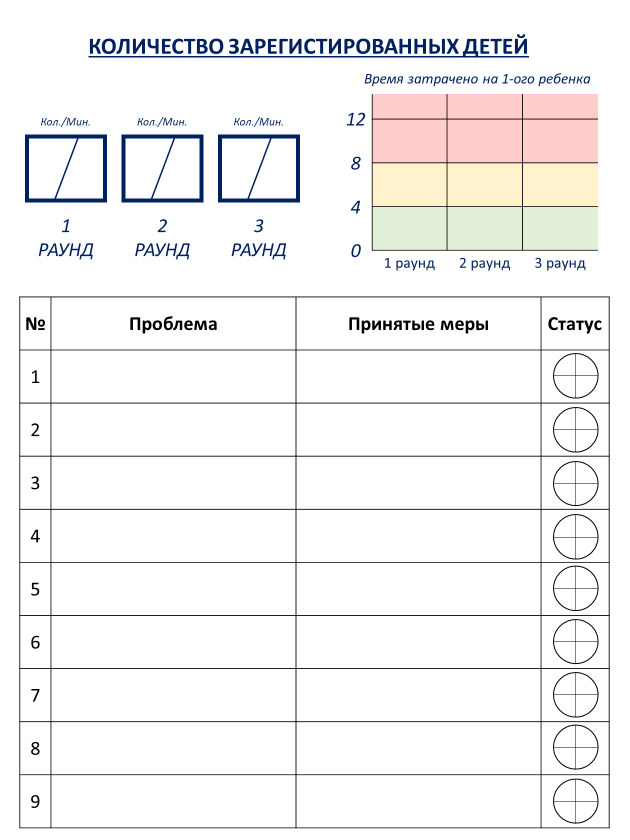 КОЛИЧЕСТВО ЗАРЕГИСТИРОВАННЫХ ДЕТЕЙ
Время затрачено на 1-ого ребенка
Кол./Мин. Кол./Мин. Кол./Мин.
12
8
4
0
1 РАУНД
2 РАУНД
3 РАУНД
1 раунд 2 раунд 3 раунд
№ Проблема Принятые меры Статус
1
2
3
4
5
6
7
8
9